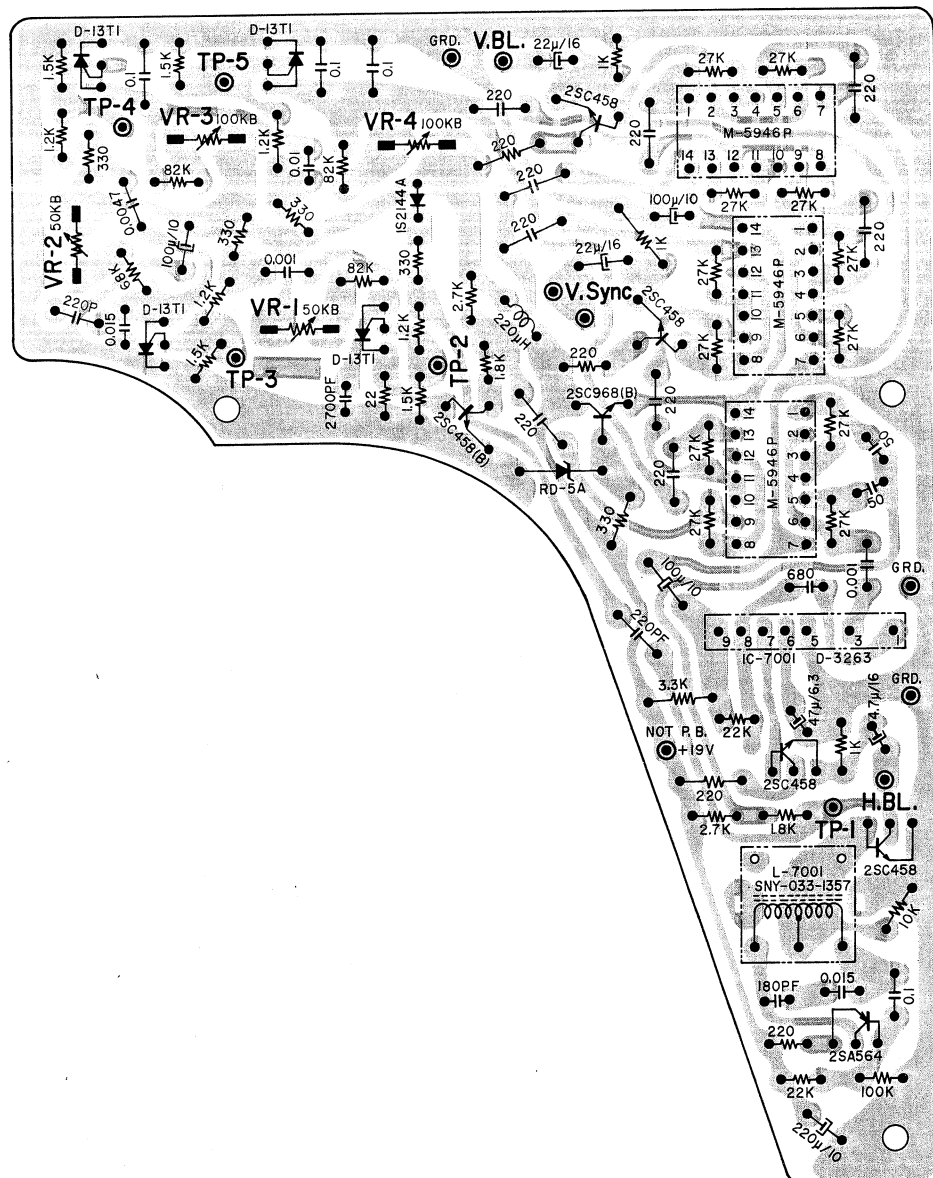 D-13T1
D-13T1
GRD.
V.BL.
22μ/16
1K
27K
27K
1.5K
0.1
1.5K
TP-5
0.1
0.1
220
TP-4
220
2SC458
220
1 2 3 4 5 6 7
M-5946P
14 13 12 11 10 9 8
1.2K
330
VR-3 100KB
1.2K
VR-4 100KB
220
0.01
82K
82K
220
27K
27K
0.0047
1S2144A
100μ/10
VR-2 50KB
100μ/10
330
330
220
1K
220
14 1
13 2
12 3
11 4
10 5
9 6
8 7
M-5946P
27K
27K
68K
0.001
330
22μ/16
82K
2.7K
V.Sync.
1.2K
220P
0.015
D-13T1
VR-1 50KB
1.2K
220μH
2SC458
27K
27K
D-13T1
1.5K
TP-3
TP-2
1.8K
220
2700PF
22
1.5K
2SC968(B)
220
2SC458(B)
220
14 1
13 2
12 3
11 4
10 5
9 6
8 7
M-5946P
27K
27K
50
50
RD-5A
220
27K
27K
330
100μ/10
680
0.001
GRD.
220PF
9 8 7 6 5 3 1
IC-7001 D-3263
3.3K
22K
47μ/6.3
4.7μ/16
GRD.
NOT P.B.
+19V
2SC458
1K
220
H.BL.
2.7K
1.8K
TP-1
L-7001
SNY-033-1357
2SC458
10K
180PF
0.015
0.1
220
2SA564
22K
100K
220μ/10